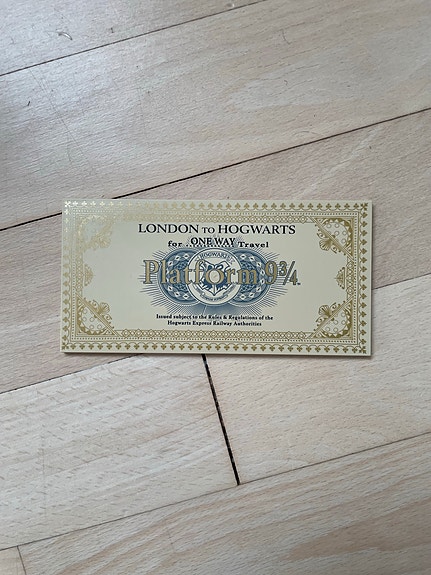 LONDON TO HOGWARTS
ONE WAY
for Travel
Platform 9¾
HOGWARTS
Issued subject to the Rules & Regulations of the
Hogwarts Express Railway Authorities